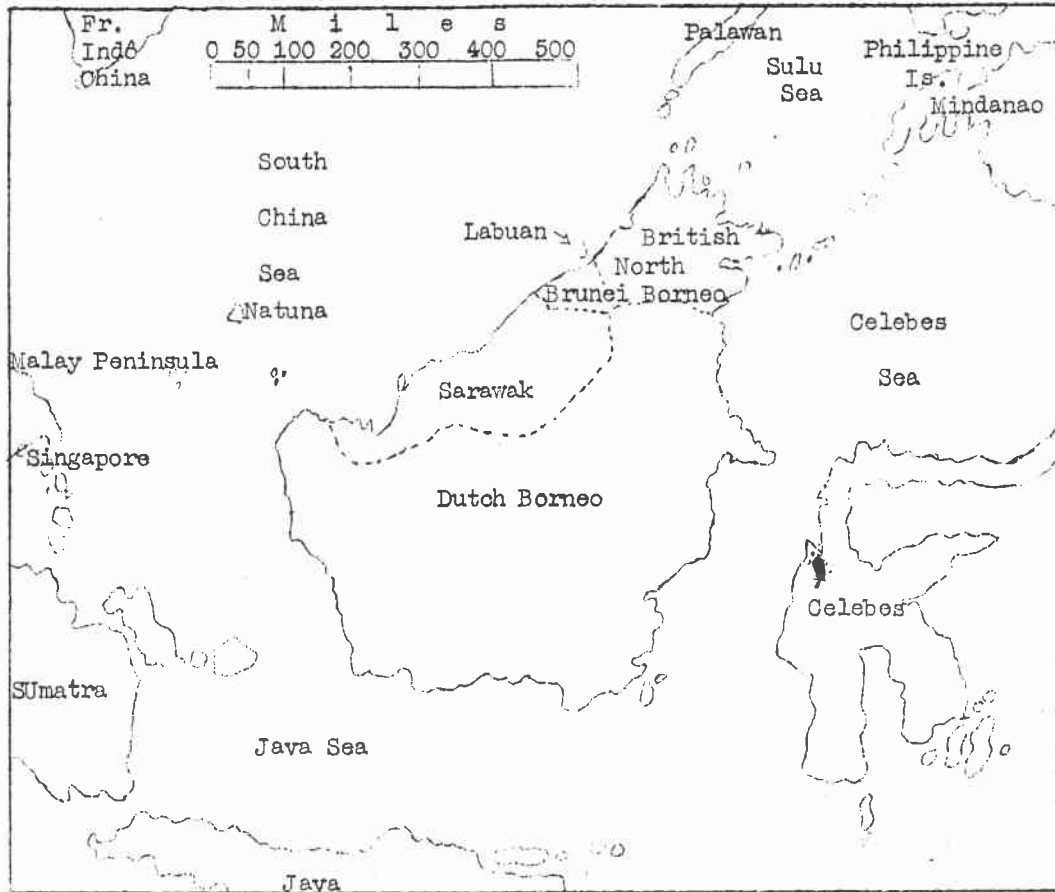 Fr.
Indo
China
M i l e s
0 50 100 200 300 400 500
Palawan
Sulu
Sea
Philippine
Is.
Mindanao
South
China
Sea
Natuna
Labuan
British
North
Brunei Borneo
Celebes
Sea
Malay Peninsula
Sarawak
Singapore
Dutch Borneo
Celebes
SUmatra
Java Sea
Java